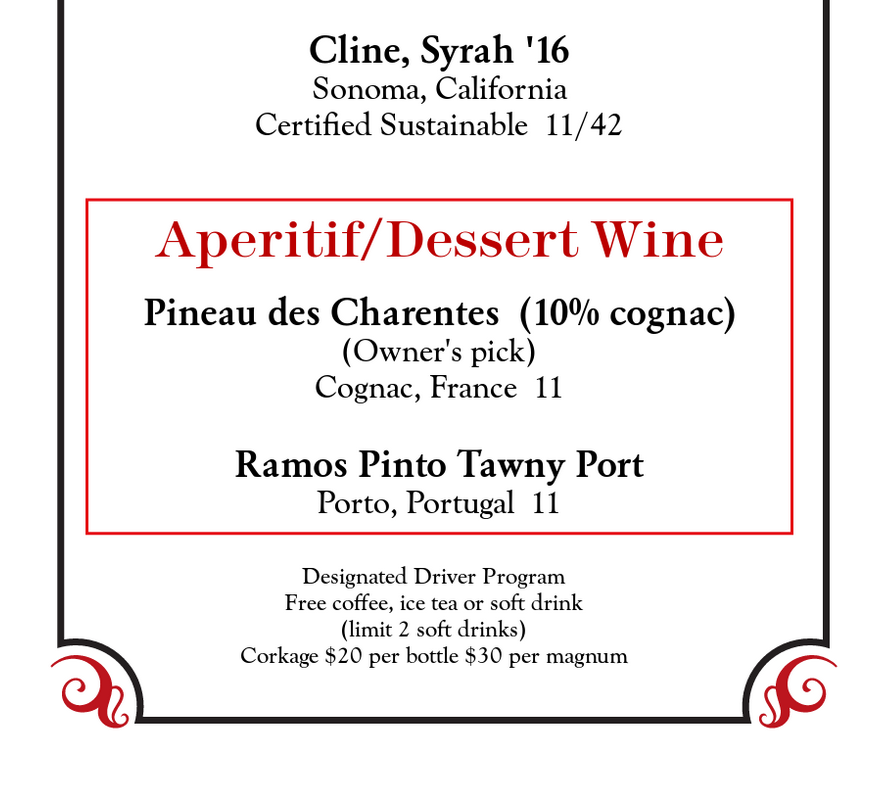 Cline, Syrah '16
Sonoma, California
Certified Sustainable 11/42
Aperitif/Dessert Wine
Pineau des Charentes (10% cognac)
(Owner's pick)
Cognac, France 11
Ramos Pinto Tawny Port
Porto, Portugal 11
Designated Driver Program
Free coffee, ice tea or soft drink
(limit 2 soft drinks)
Corkage $20 per bottle $30 per magnum